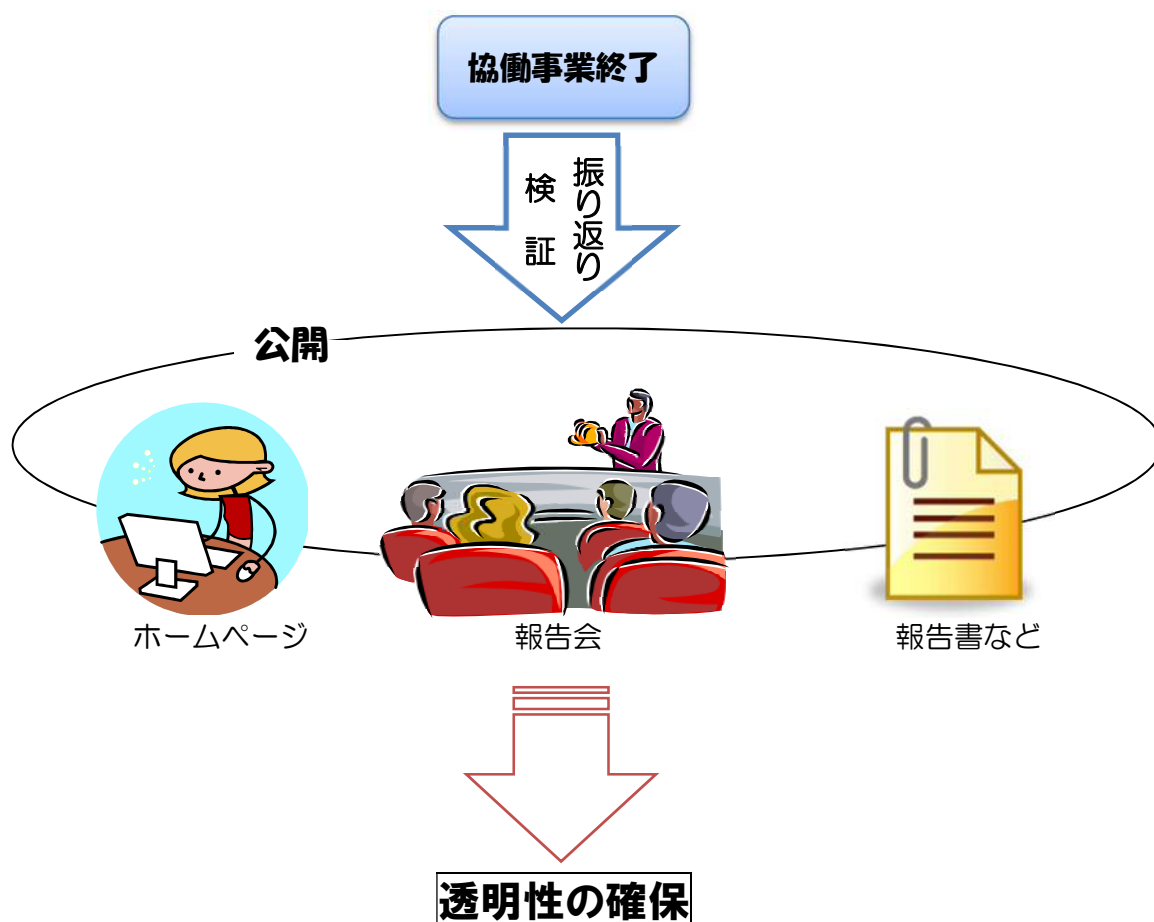 協働事業終了
振り返り
検証
公開
ホームページ
報告会
報告書など
透明性の確保